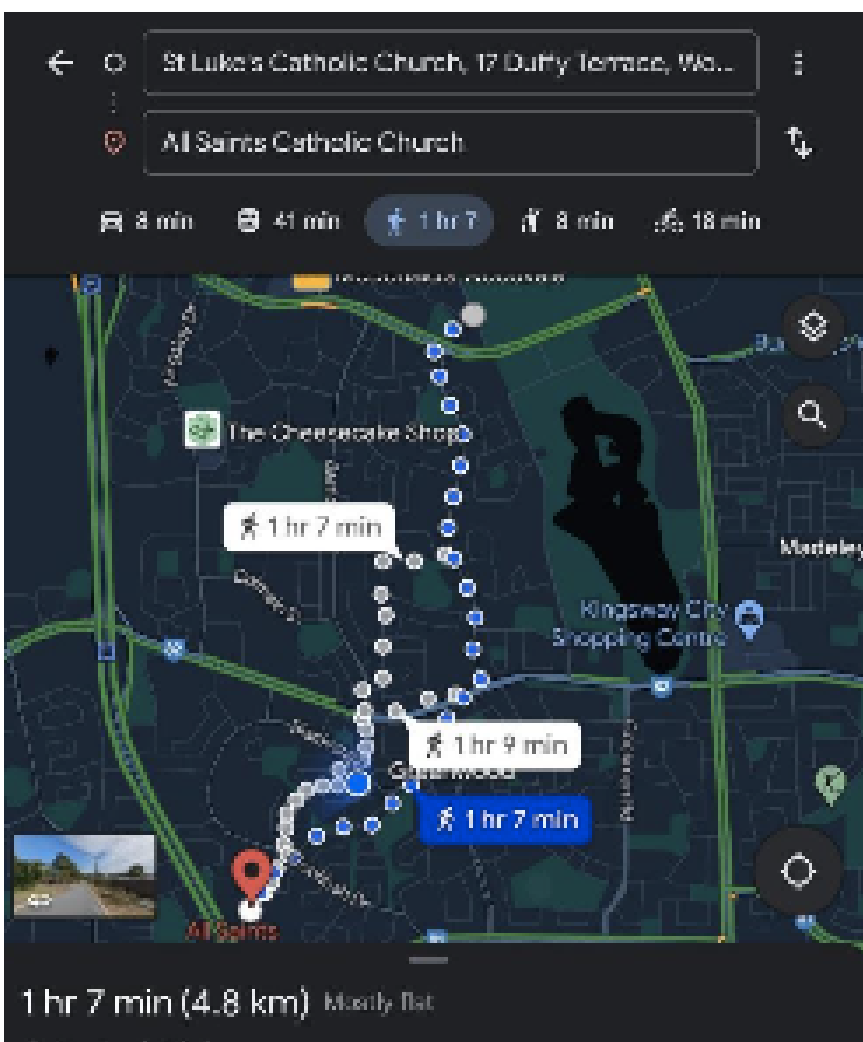 St Luke's Catholic Church, 17 Duffy Terrace, Wo...
All Saints Catholic Church
8 min
41 min
1 hr 7
8 min
18 min
The Cheesecake Shop
1 hr 7 min
Madeley
Kingsway City
Shopping Centre
1 hr 9 min
1 hr 7 min
All Saints
1 hr 7 min (4.8 km) Mostly flat